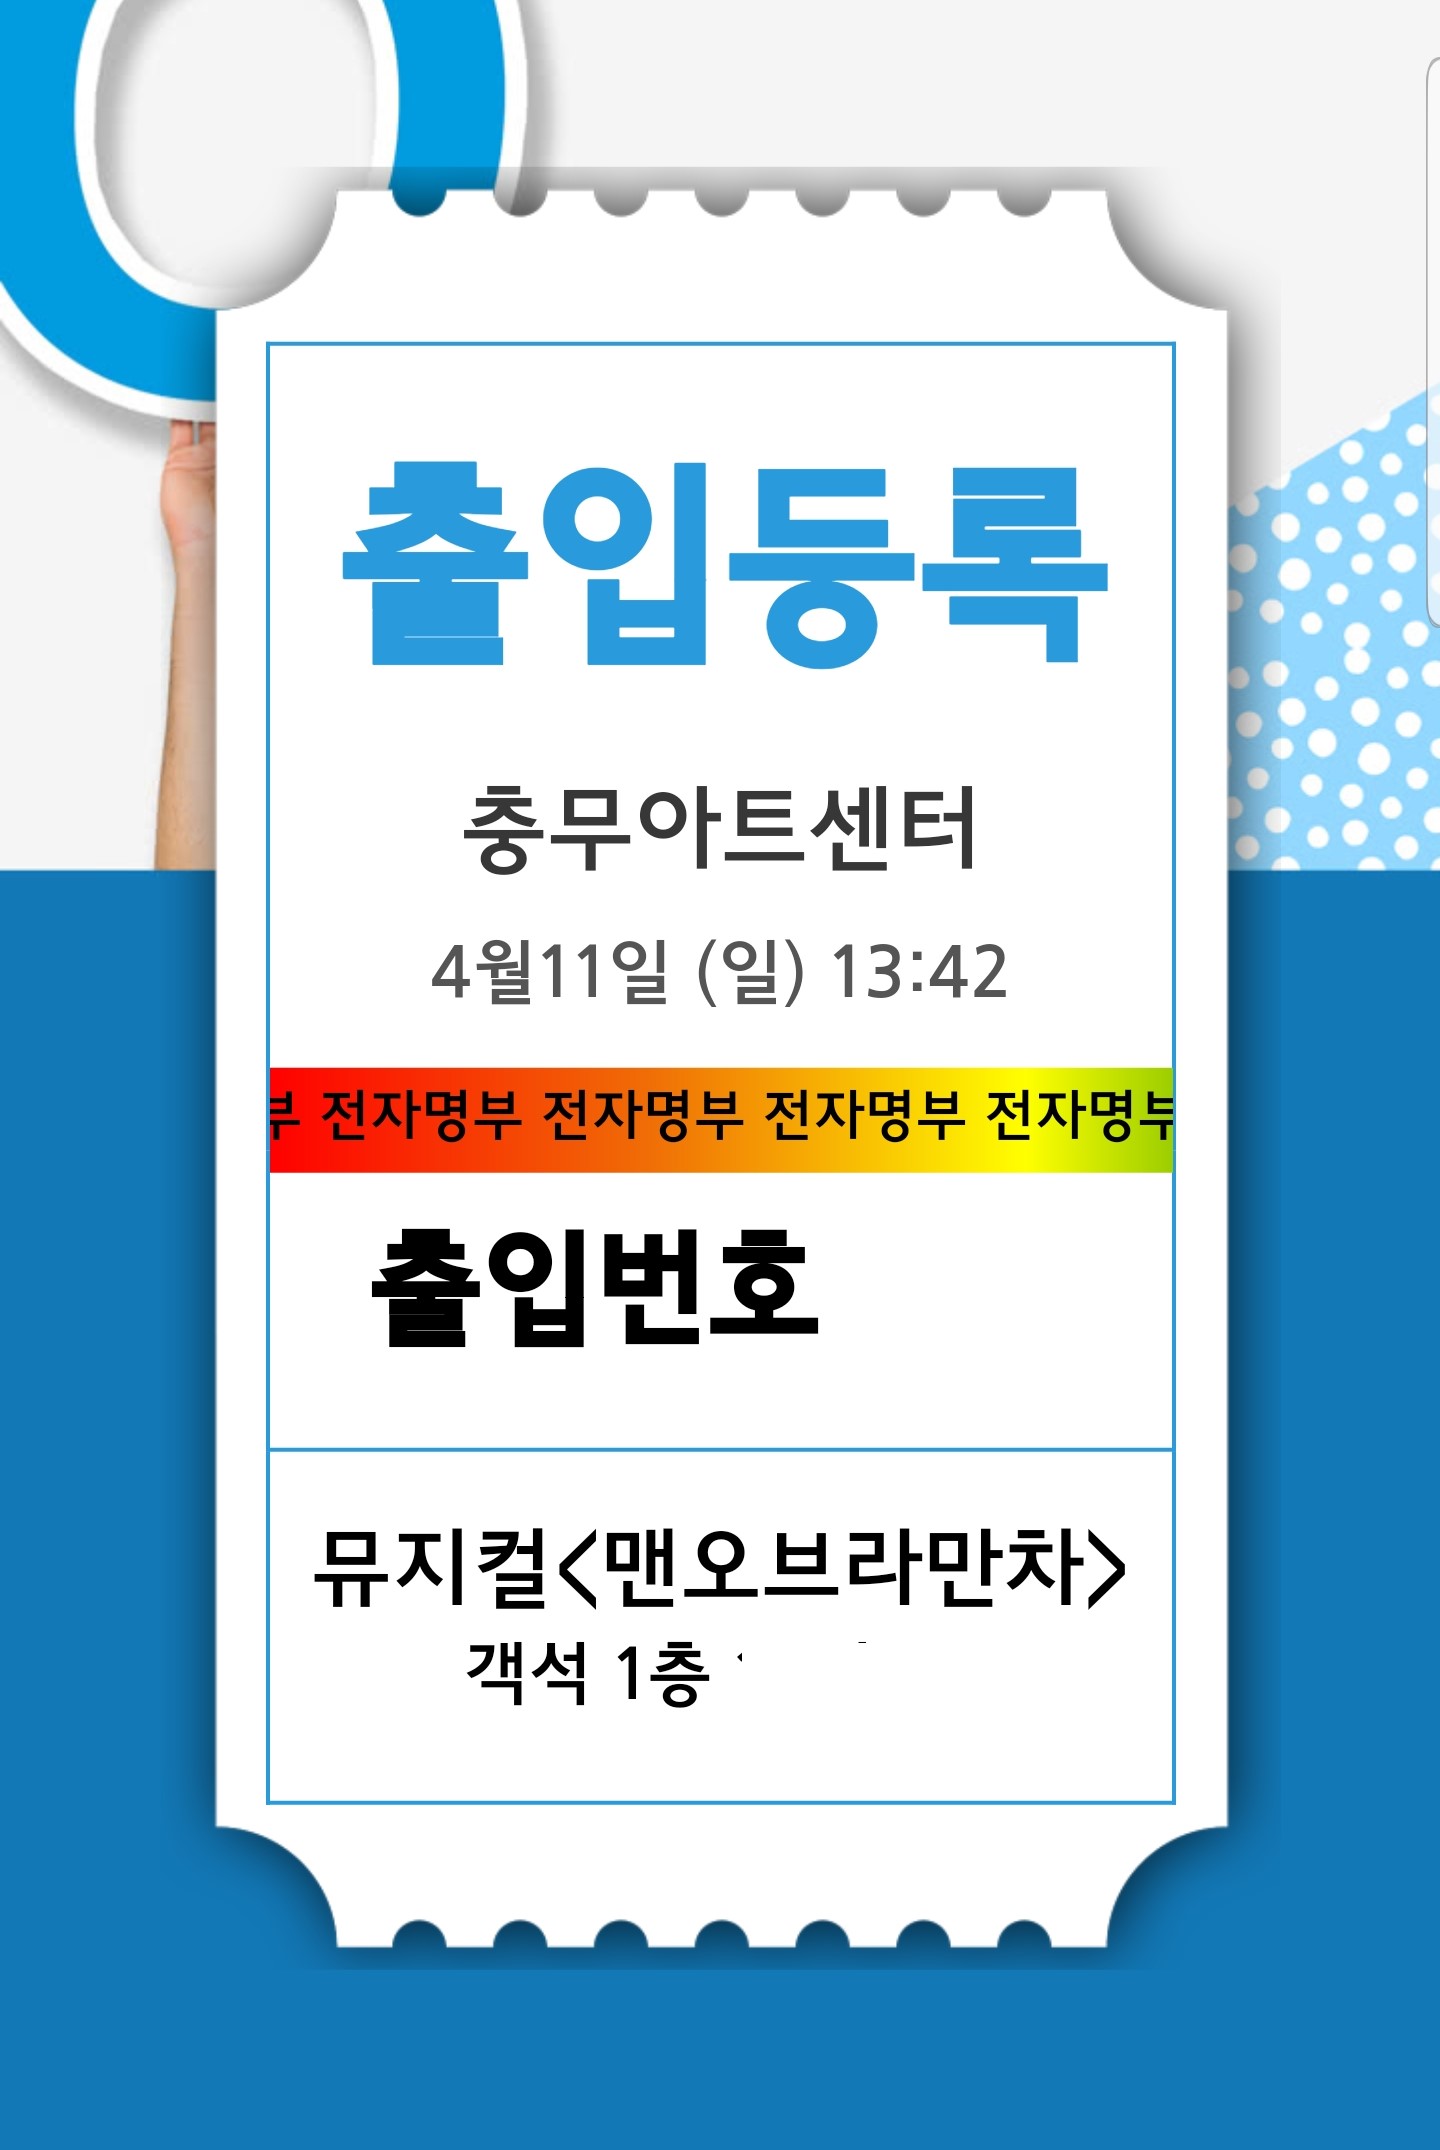 출입등록
충무아트센터
4월11일 (일) 13:42
부 전자명부 전자명부 전자명부 전자명부
출입번호
뮤지컬<맨오브라만차>
객석 1층